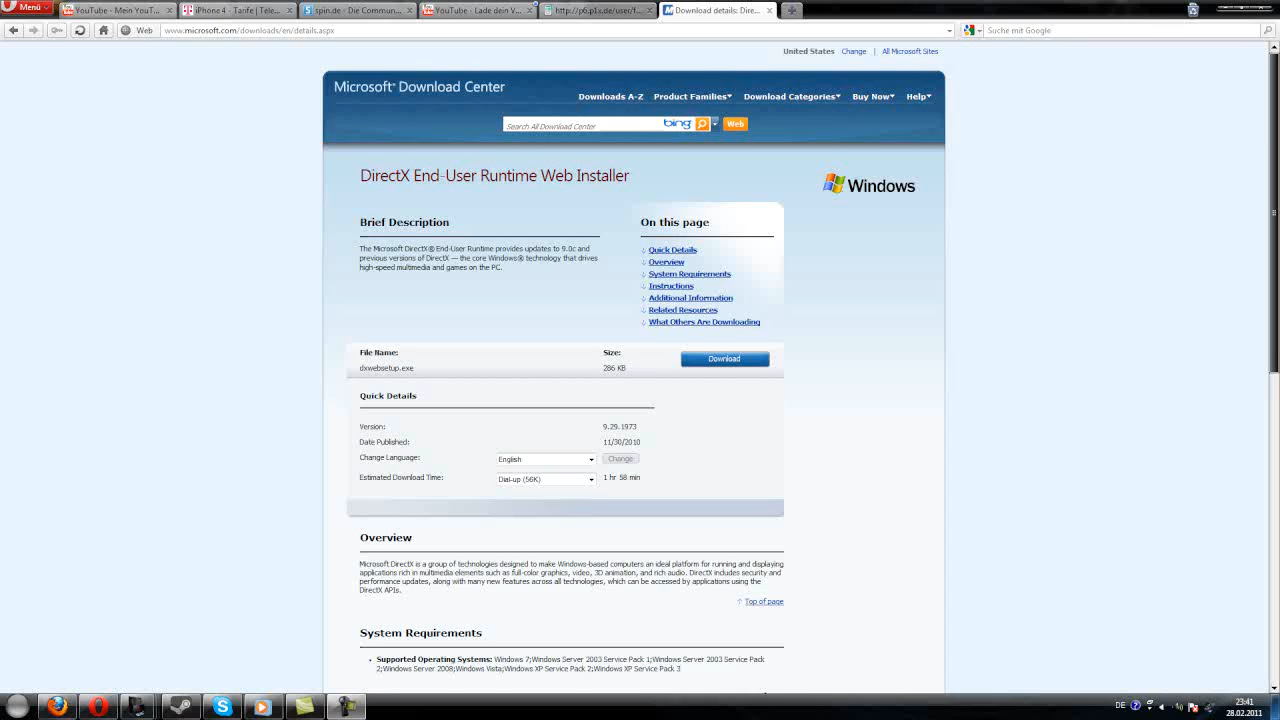 Menü
YouTube - Mein YouT...
iPhone 4 - Tarife | Tele...
spin.de - Die Commun...
YouTube - Lade den V...
http://p6.p1x.de/user/f...
Download details: Dire...
Web
www.microsoft.com/downloads/en/details.aspx
Suche mit Google
United States Change | All Microsoft Sites
Microsoft® Download Center
Downloads A-Z Product Families Download Categories Buy Now Help
Search All Download Center
bing
Web
DirectX End-User Runtime Web Installer
Windows
Brief Description
The Microsoft DirectX® End-User Runtime provides updates to 9.0c and
previous versions of DirectX — the core Windows® technology that drives
high-speed multimedia and games on the PC.
On this page
Quick Details
Overview
System Requirements
Instructions
Additional Information
Related Resources
What Others Are Downloading
File Name: Size:
Download
dxwebsetup.exe 286 KB
Quick Details
Version: 9.29.1973
Date Published: 11/30/2010
Change Language: English Change
Estimated Download Time: Dial-up (56K) 1 hr 58 min
Overview
Microsoft DirectX is a group of technologies designed to make Windows-based computers an ideal platform for running and displaying
applications rich in multimedia elements such as full-color graphics, video, 3D animation, and rich audio. DirectX includes security and
performance updates, along with many new features across all technologies, which can be accessed by applications using the
DirectX APIs.
Top of page
System Requirements
Supported Operating Systems: Windows 7;Windows Server 2003 Service Pack 1;Windows Server 2003 Service Pack
2;Windows Server 2008;Windows Vista;Windows XP Service Pack 2;Windows XP Service Pack 3
DE
23:41
28.02.2011